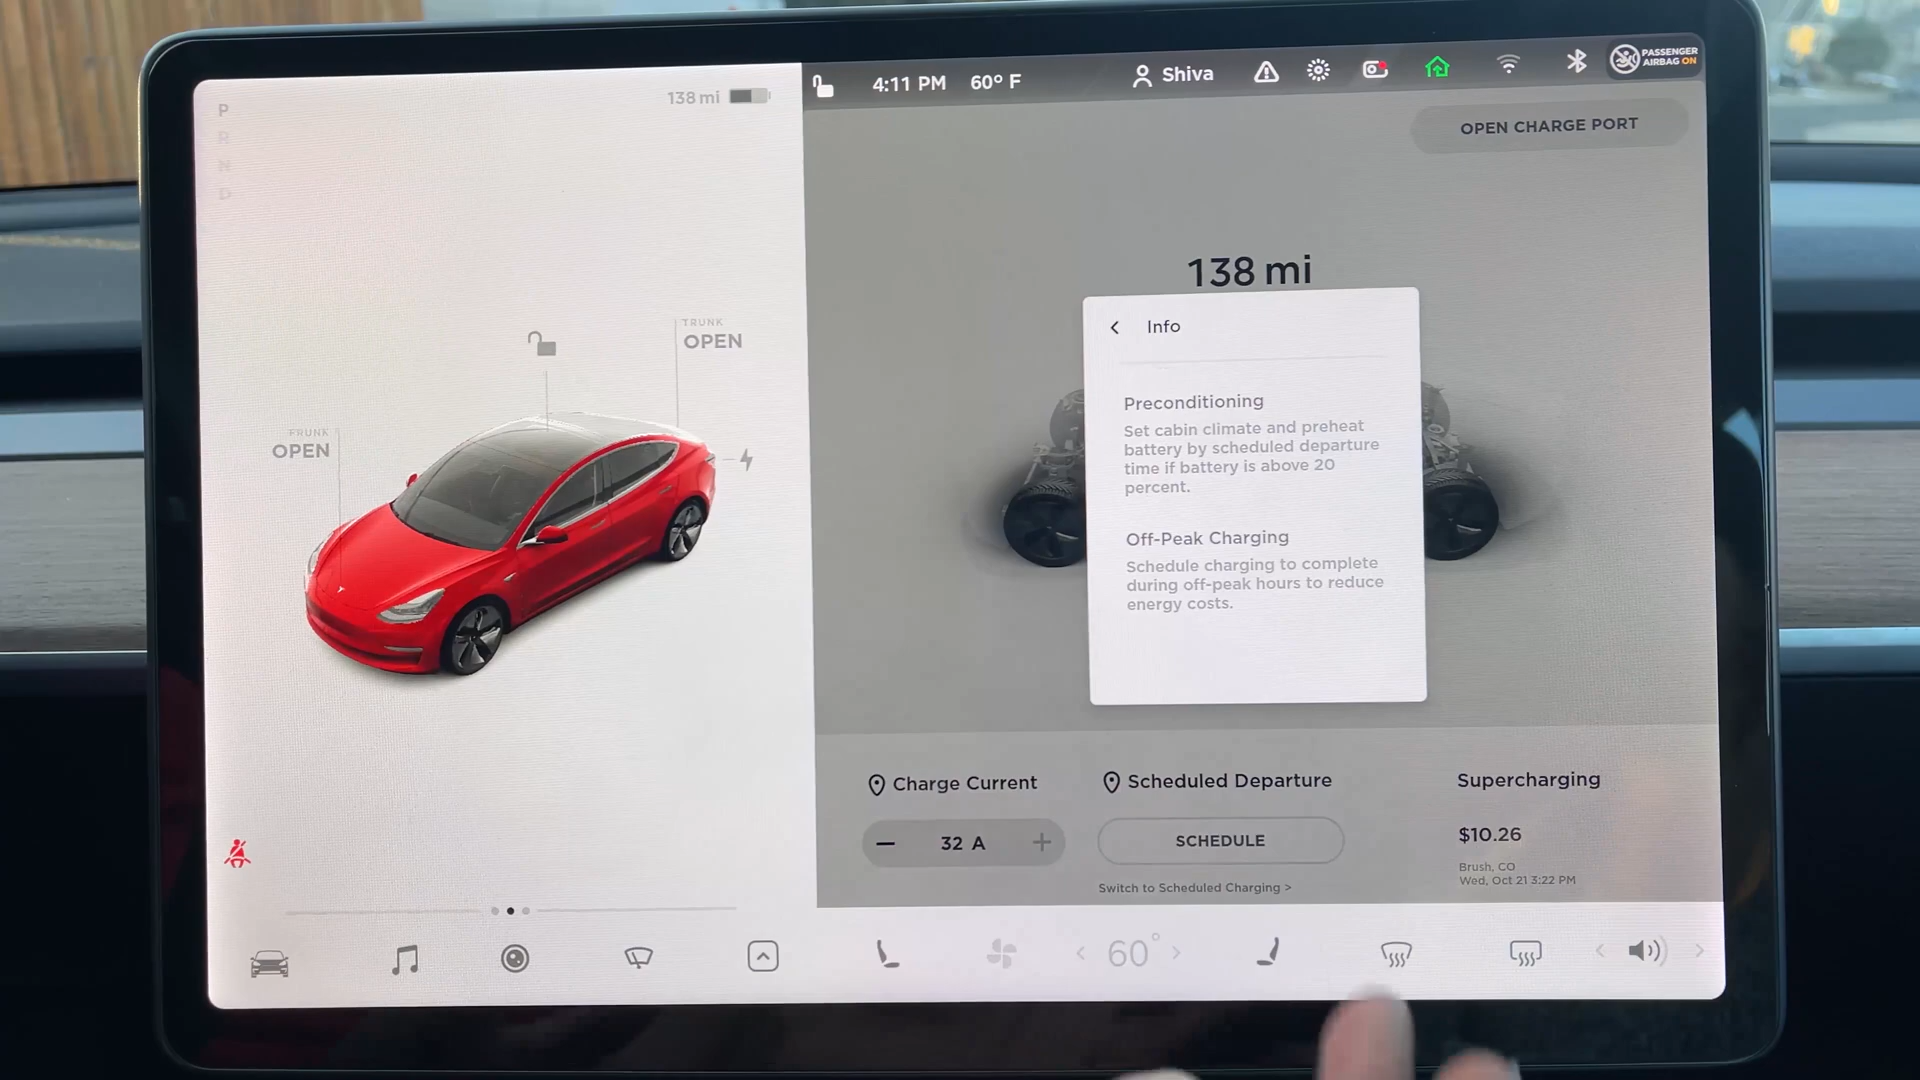 P
R
N
D
138 mi
4:11 PM 60° F
Shiva
PASSENGER
AIRBAG ON
OPEN CHARGE PORT
TRUNK
OPEN
FRUNK
OPEN
138 mi
Info
Preconditioning
Set cabin climate and preheat
battery by scheduled departure
time if battery is above 20
percent.
Off-Peak Charging
Schedule charging to complete
during off-peak hours to reduce
energy costs.
Charge Current
32 A
Scheduled Departure
SCHEDULE
Switch to Scheduled Charging >
Supercharging
$10.26
Brush, CO
Wed, Oct 21 3:22 PM
60°